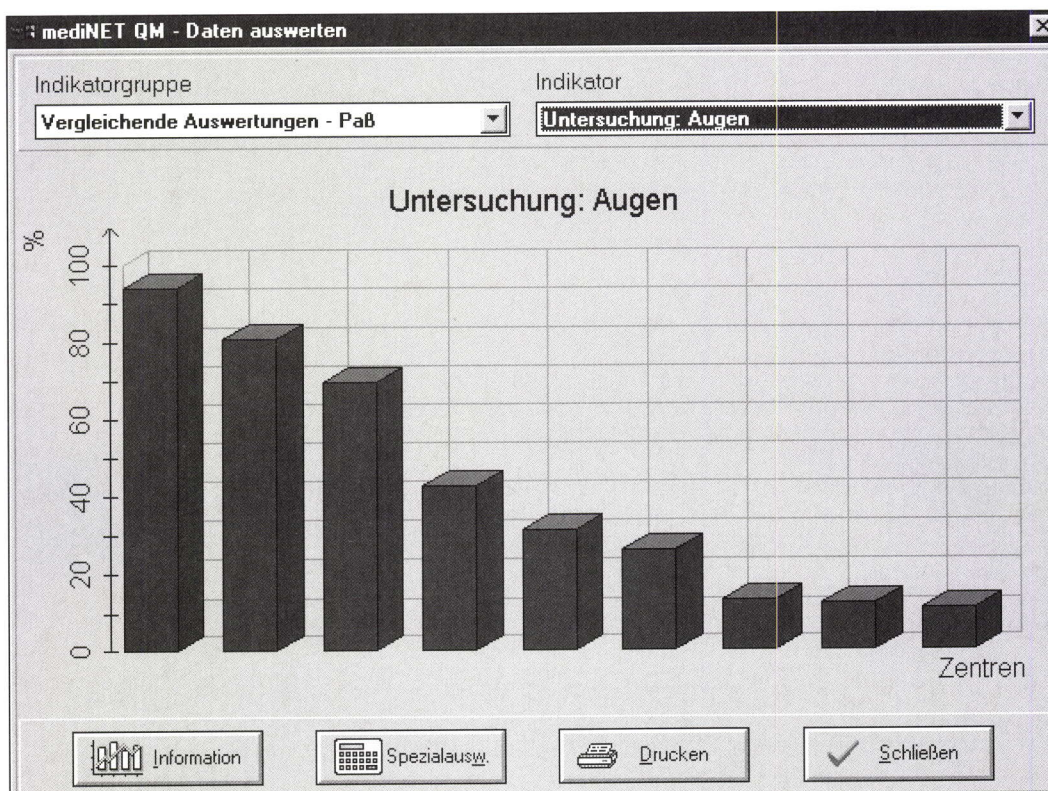 mediNET QM - Daten auswerten
Indikatorgruppe
Indikator
Vergleichende Auswertungen - Paß
Untersuchung: Augen
Untersuchung: Augen
%
100
80
60
40
20
0
Zentren
Information
Spezialausw.
Drucken
Schließen